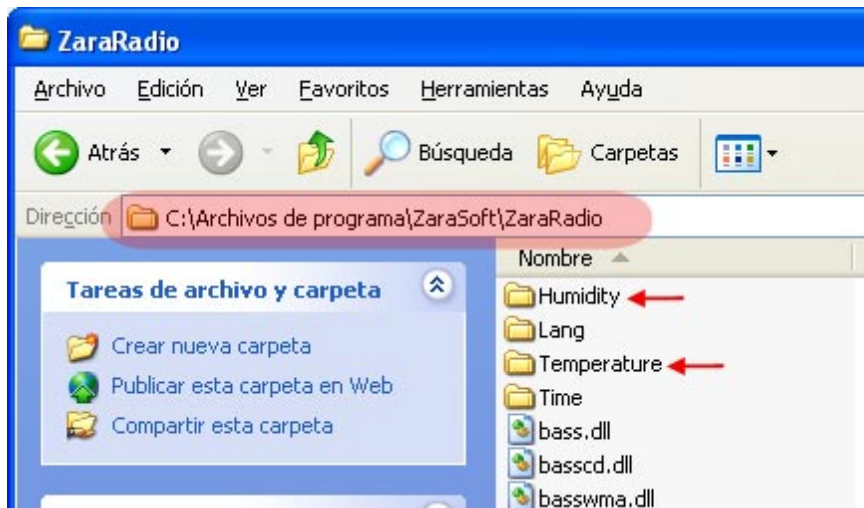 ZaraRadio
Archivo Edición Ver Favoritos Herramientas Ayuda
Atrás Búsqueda Carpetas
Dirección C:\Archivos de programa\ZaraSoft\ZaraRadio
Nombre
Tareas de archivo y carpeta
Crear nueva carpeta
Publicar esta carpeta en Web
Compartir esta carpeta
Humidity
Lang
Temperature
Time
bass.dll
basscd.dll
basswma.dll